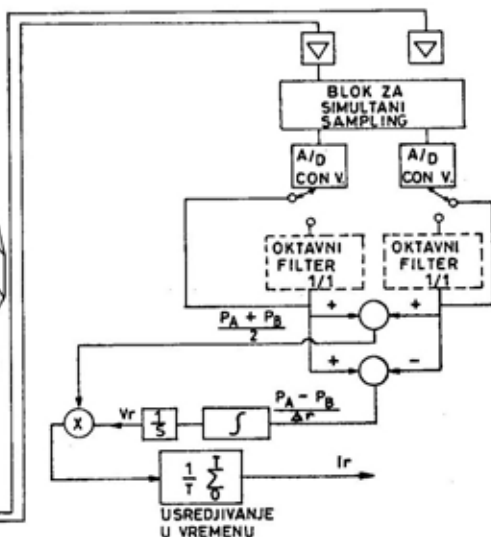 BLOK ZA
SIMULTANI
SAMPLING
A/D
CON V.
A/D
CON V.
OKTAVNI
FILTER
1/1
OKTAVNI
FILTER
1/1
+
+
P_A + P_B
2
+
−
P_A − P_B
Δr
X
Vr
1
S
∫
1
T
T
Σ
0
Ir
USREDJIVANJE
U VREMENU